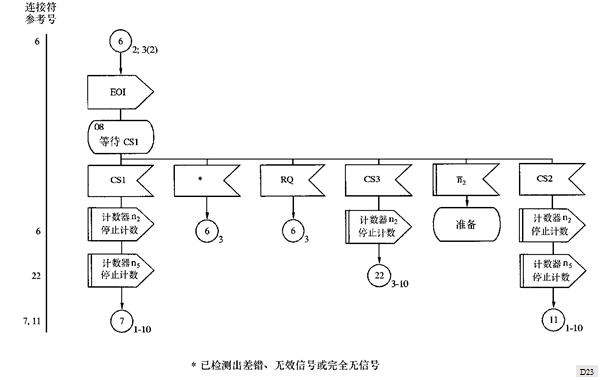 连接符
参考号
6
6
2; 3(2)
EOI
08
等待 CS1
CS1
*
RQ
CS3
n̅2
CS2
计数器 n2
停止计数
6
3
6
3
计数器 n2
停止计数
准备
计数器 n2
停止计数
6
计数器 n5
停止计数
22
3-10
计数器 n5
停止计数
22
7, 11
7
1-10
11
1-10
* 已检测出差错、无效信号或完全无信号
D23